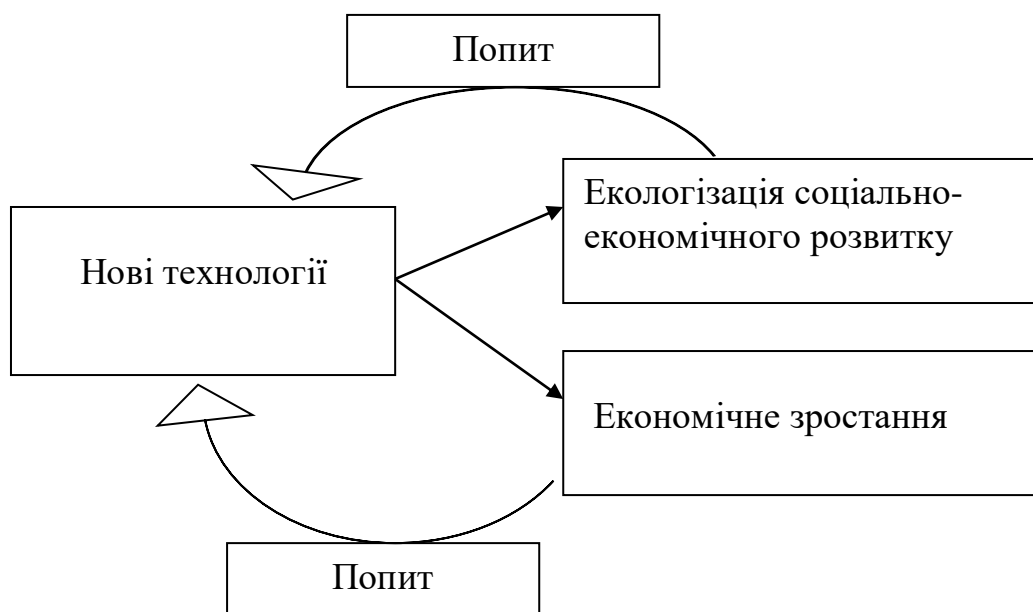 Попит
Екологізація соціально-
економічного розвитку
Нові технології
Економічне зростання
Попит